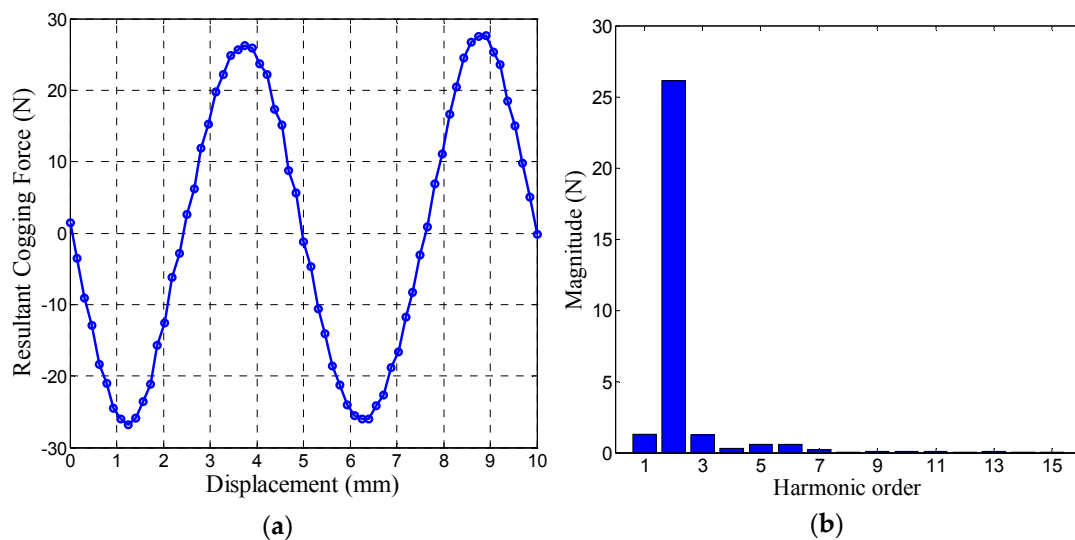 Resultant Cogging Force (N)
30
20
10
0
-10
-20
-30
0 1 2 3 4 5 6 7 8 9 10
Displacement (mm)
(a)
Magnitude (N)
30
25
20
15
10
5
0
1 3 5 7 9 11 13 15
Harmonic order
(b)